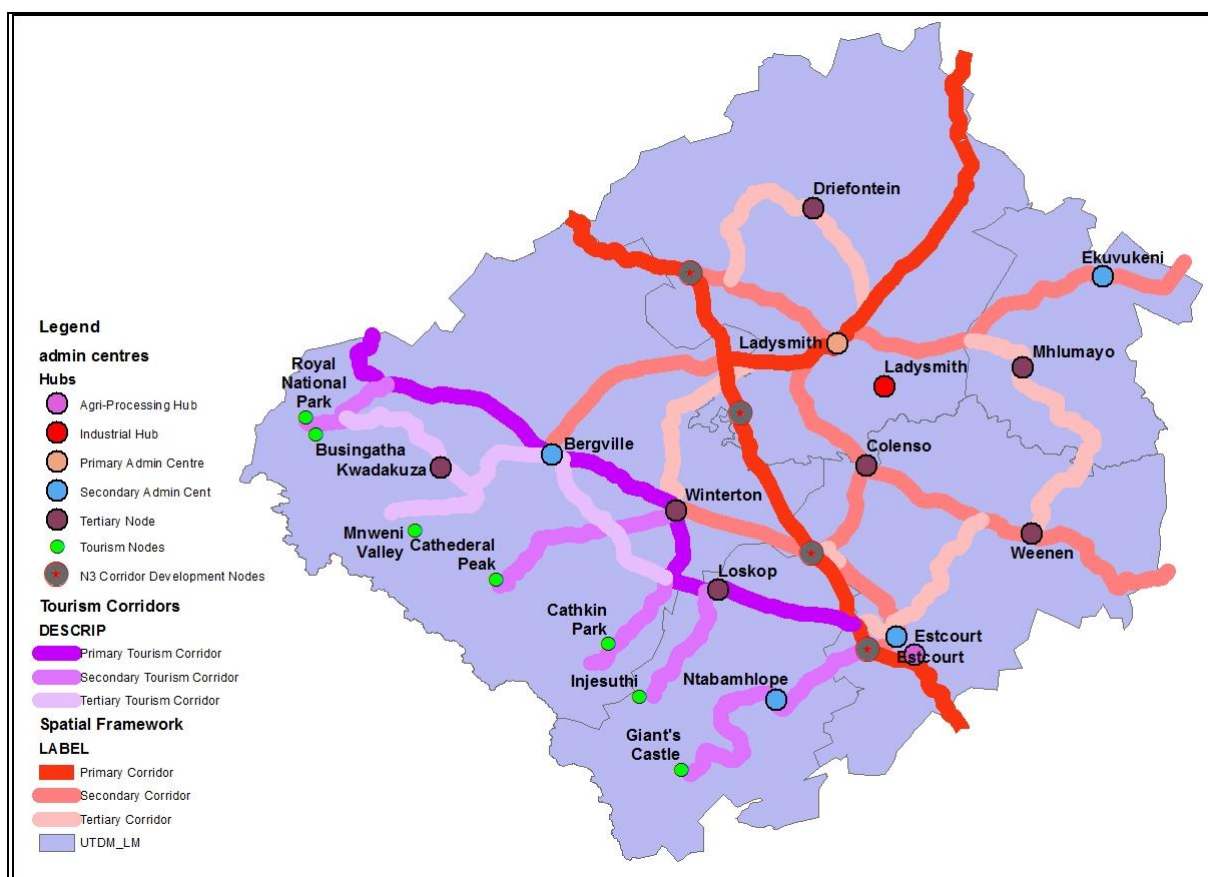 Driefontein
Ekuvukeni
Legend
admin centres
Hubs
Agri-Processing Hub
Industrial Hub
Primary Admin Centre
Secondary Admin Cent
Tertiary Node
Tourism Nodes
N3 Corridor Development Nodes
Tourism Corridors
DESCRIP
Primary Tourism Corridor
Secondary Tourism Corridor
Tertiary Tourism Corridor
Spatial Framework
LABEL
Primary Corridor
Secondary Corridor
Tertiary Corridor
UTDM_LM
Royal
National
Park
Ladysmith
Ladysmith
Mhlumayo
Busingatha
Kwadakuza
Bergville
Colenso
Winterton
Mnweni
Valley
Cathederal
Peak
Weenen
Loskop
Cathkin
Park
Estcourt
Estcourt
Injesuthi
Ntabamhlope
Giant's
Castle